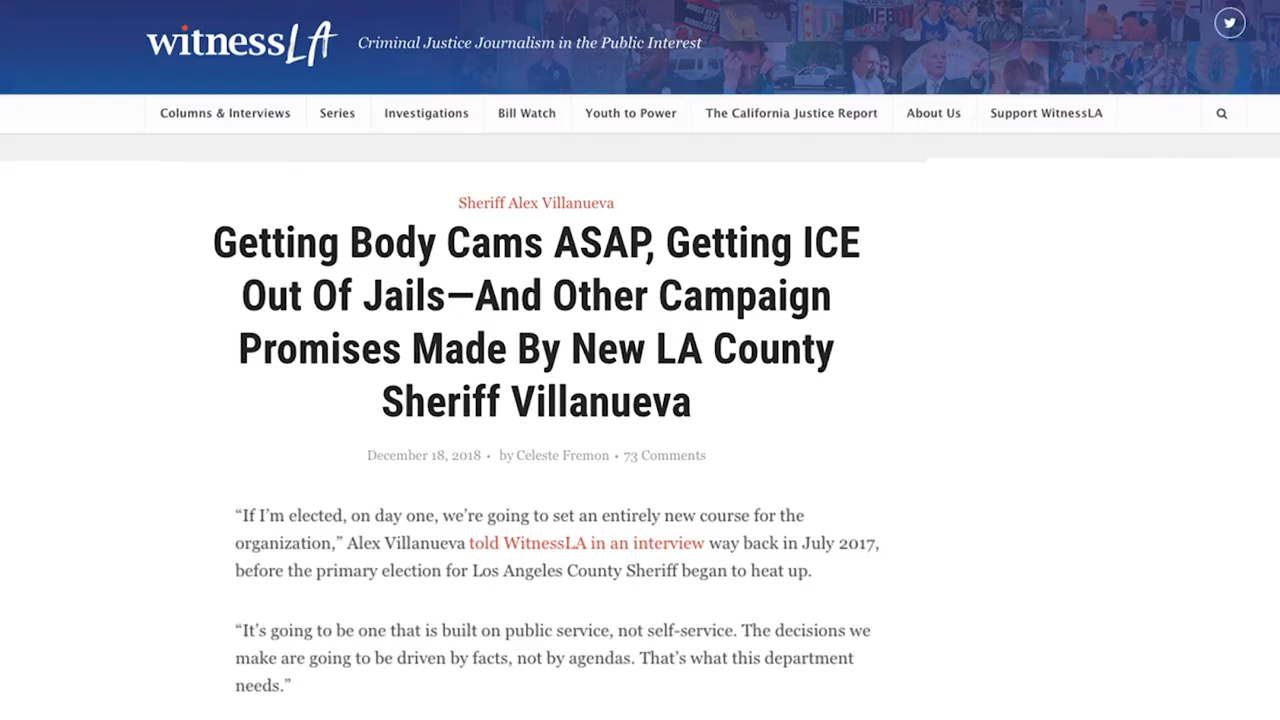 witnessLA
Criminal Justice Journalism in the Public Interest
Columns & Interviews
Series
Investigations
Bill Watch
Youth to Power
The California Justice Report
About Us
Support WitnessLA
Sheriff Alex Villanueva
Getting Body Cams ASAP, Getting ICE
Out Of Jails—And Other Campaign
Promises Made By New LA County
Sheriff Villanueva
December 18, 2018 • by Celeste Fremon • 73 Comments
“If I’m elected, on day one, we’re going to set an entirely new course for the
organization,” Alex Villanueva told WitnessLA in an interview way back in July 2017,
before the primary election for Los Angeles County Sheriff began to heat up.
“It’s going to be one that is built on public service, not self-service. The decisions we
make are going to be driven by facts, not by agendas. That’s what this department
needs.”